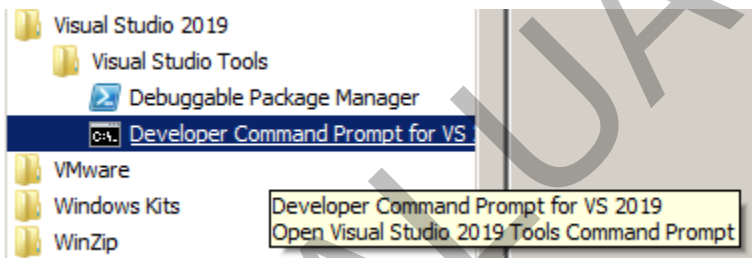 Visual Studio 2019
Visual Studio Tools
Debuggable Package Manager
Developer Command Prompt for VS
VMware
Windows Kits
WinZip
Developer Command Prompt for VS 2019
Open Visual Studio 2019 Tools Command Prompt